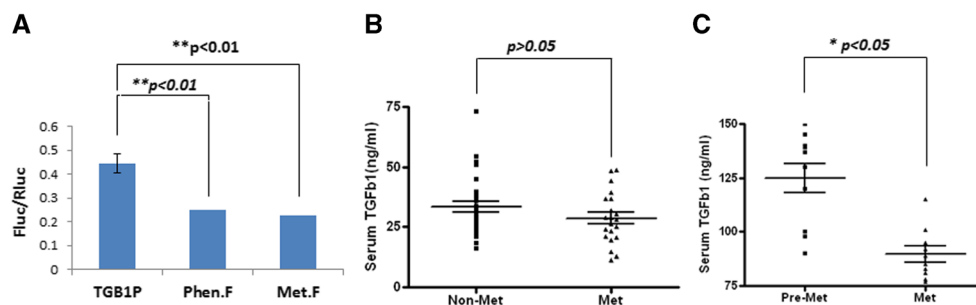 A
**p<0.01
**p<0.01
Fluc/Rluc
0.6
0.5
0.4
0.3
0.2
0.1
0
TGB1P Phen.F Met.F
B
p>0.05
Serum TGFb1(ng/ml)
75
50
25
0
Non-Met Met
C
* p<0.05
Serum TGFb1 (ng/ml)
150
125
100
75
Pre-Met Met